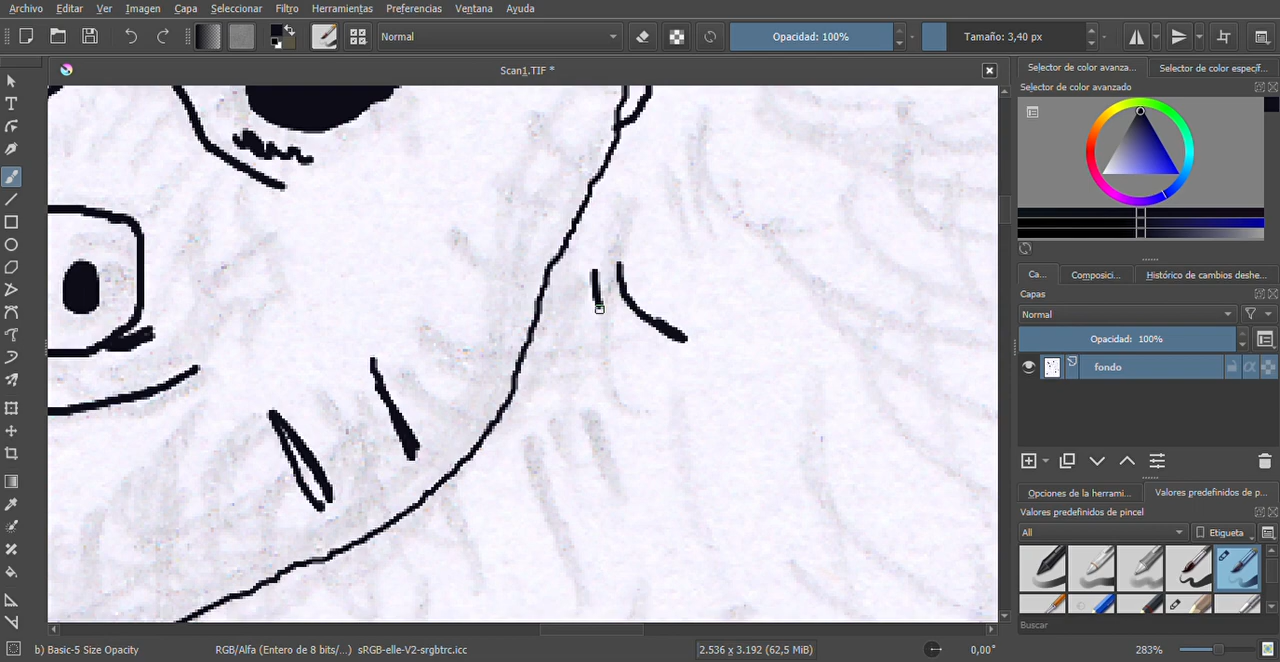 Archivo Editar Ver Imagen Capa Seleccionar Filtro Herramientas Preferencias Ventana Ayuda
Normal Opacidad: 100% Tamaño: 3,40 px
Scan1.TIF *
Selector de color avanza... Selector de color específ...
Selector de color avanzado
Ca... Composici... Histórico de cambios deshe...
Capas
Normal
Opacidad: 100%
fondo
Opciones de la herrami... Valores predefinidos de p...
Valores predefinidos de pincel
All Etiqueta
Buscar
b) Basic-5 Size Opacity RGB/Alfa (Entero de 8 bits/...) sRGB-elle-V2-srgbtrc.icc 2.536 x 3.192 (62,5 MiB) 0,00° 283%